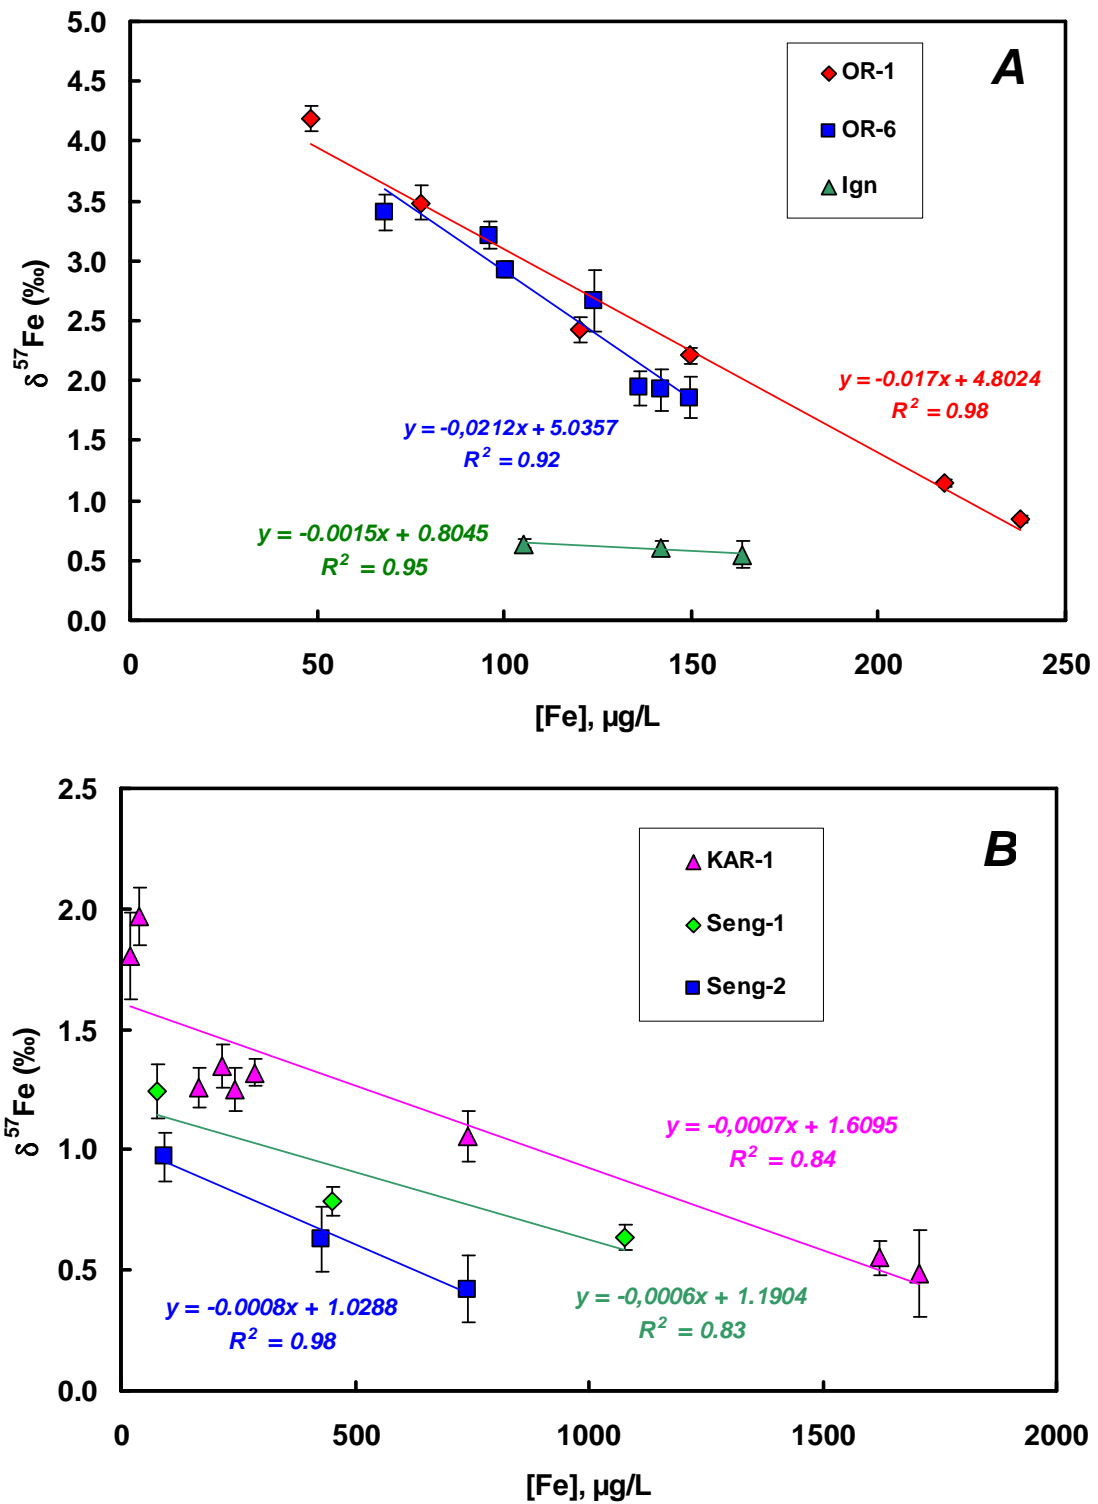 5.0
4.5
4.0
3.5
3.0
2.5
2.0
1.5
1.0
0.5
0.0
δ ⁵⁷Fe (‰)
A
OR-1
OR-6
Ign
y = -0.017x + 4.8024
R² = 0.98
y = -0,0212x + 5.0357
R² = 0.92
y = -0.0015x + 0.8045
R² = 0.95
0 50 100 150 200 250
[Fe], µg/L
2.5
2.0
1.5
1.0
0.5
0.0
δ ⁵⁷Fe (‰)
B
KAR-1
Seng-1
Seng-2
y = -0,0007x + 1.6095
R² = 0.84
y = -0,0006x + 1.1904
R² = 0.83
y = -0.0008x + 1.0288
R² = 0.98
0 500 1000 1500 2000
[Fe], µg/L